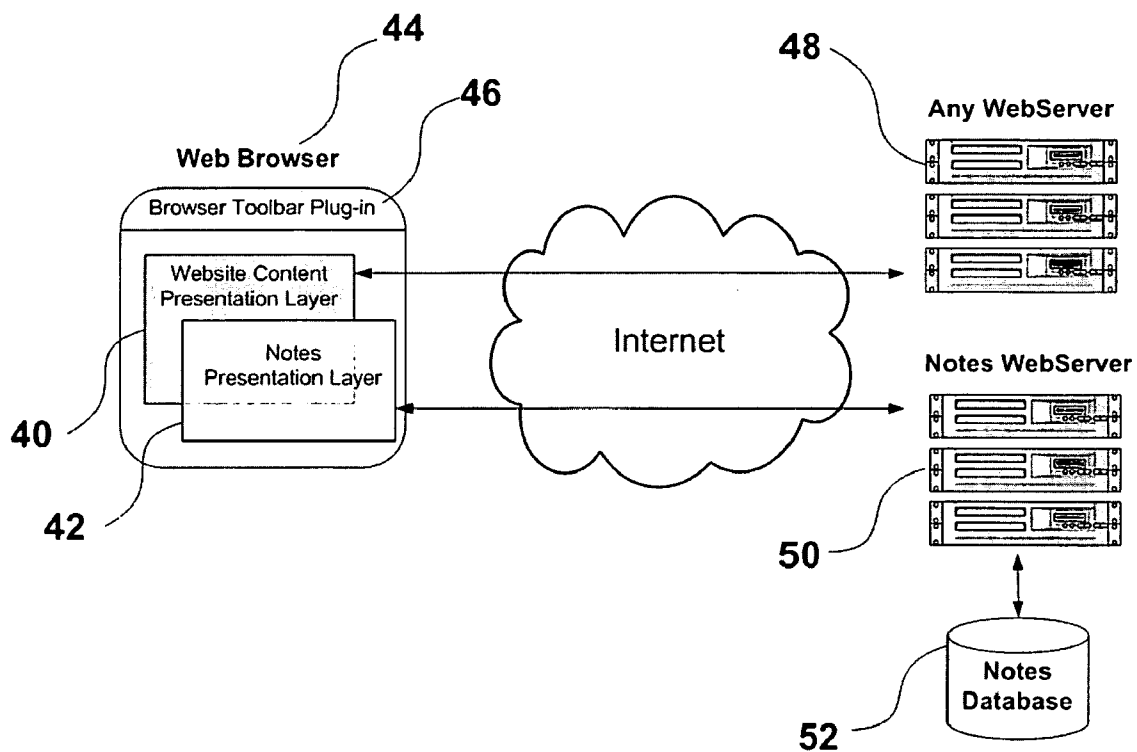 44
46
48
Any WebServer
Web Browser
Browser Toolbar Plug-in
Website Content
Presentation Layer
Internet
Notes
Presentation Layer
Notes WebServer
40
42
50
Notes
Database
52